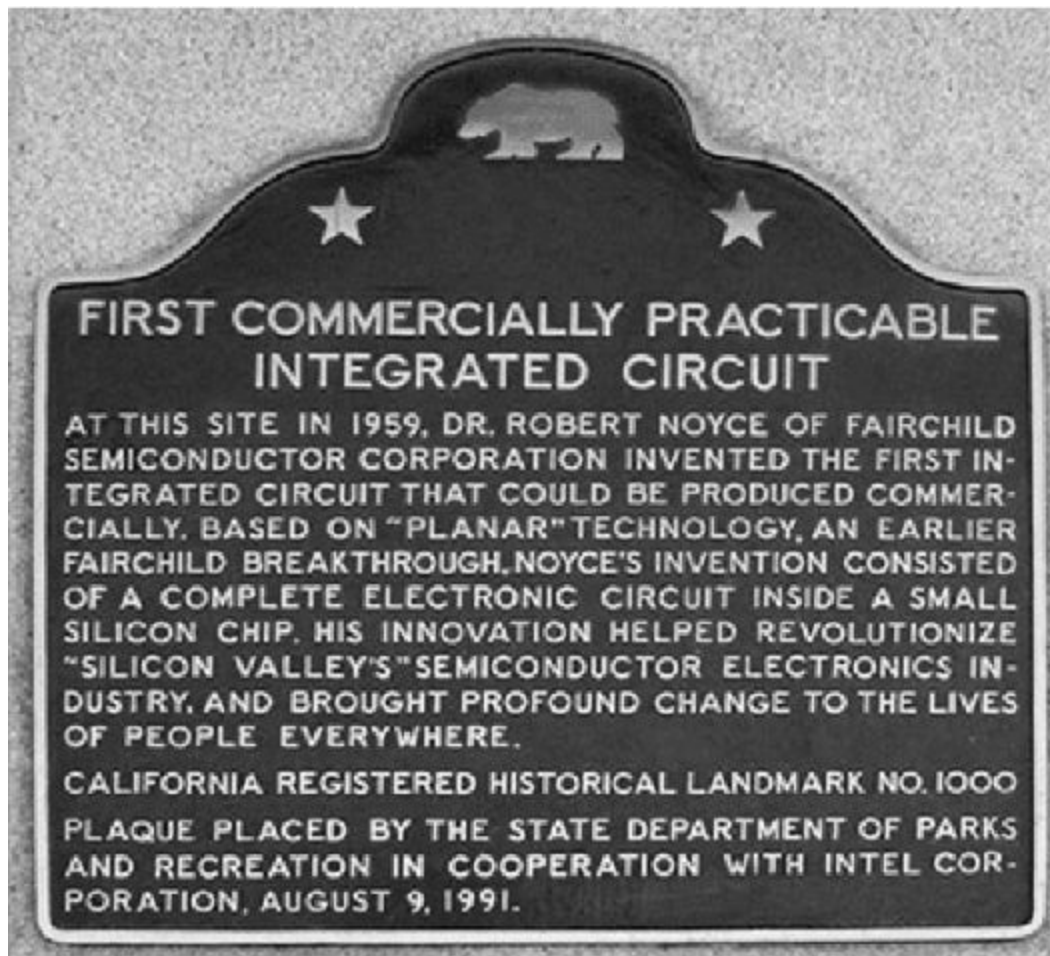 FIRST COMMERCIALLY PRACTICABLE
INTEGRATED CIRCUIT
AT THIS SITE IN 1959, DR. ROBERT NOYCE OF FAIRCHILD
SEMICONDUCTOR CORPORATION INVENTED THE FIRST IN-
TEGRATED CIRCUIT THAT COULD BE PRODUCED COMMER-
CIALLY. BASED ON "PLANAR" TECHNOLOGY, AN EARLIER
FAIRCHILD BREAKTHROUGH, NOYCE'S INVENTION CONSISTED
OF A COMPLETE ELECTRONIC CIRCUIT INSIDE A SMALL
SILICON CHIP. HIS INNOVATION HELPED REVOLUTIONIZE
"SILICON VALLEY'S" SEMICONDUCTOR ELECTRONICS IN-
DUSTRY, AND BROUGHT PROFOUND CHANGE TO THE LIVES
OF PEOPLE EVERYWHERE.
CALIFORNIA REGISTERED HISTORICAL LANDMARK NO. 1000
PLAQUE PLACED BY THE STATE DEPARTMENT OF PARKS
AND RECREATION IN COOPERATION WITH INTEL COR-
PORATION, AUGUST 9, 1991.